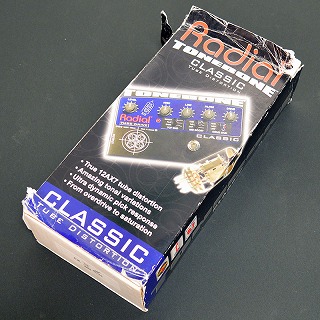 Radial
TONEBONE
CLASSIC
TUBE DISTORTION
TONEBONE
Radial
CLASSIC
• True 12AX7 tube distortion
• Amazing tonal variations
• Ultra dynamic pick response
• From overdrive to saturation
CLASSIC
TUBE DISTORTION